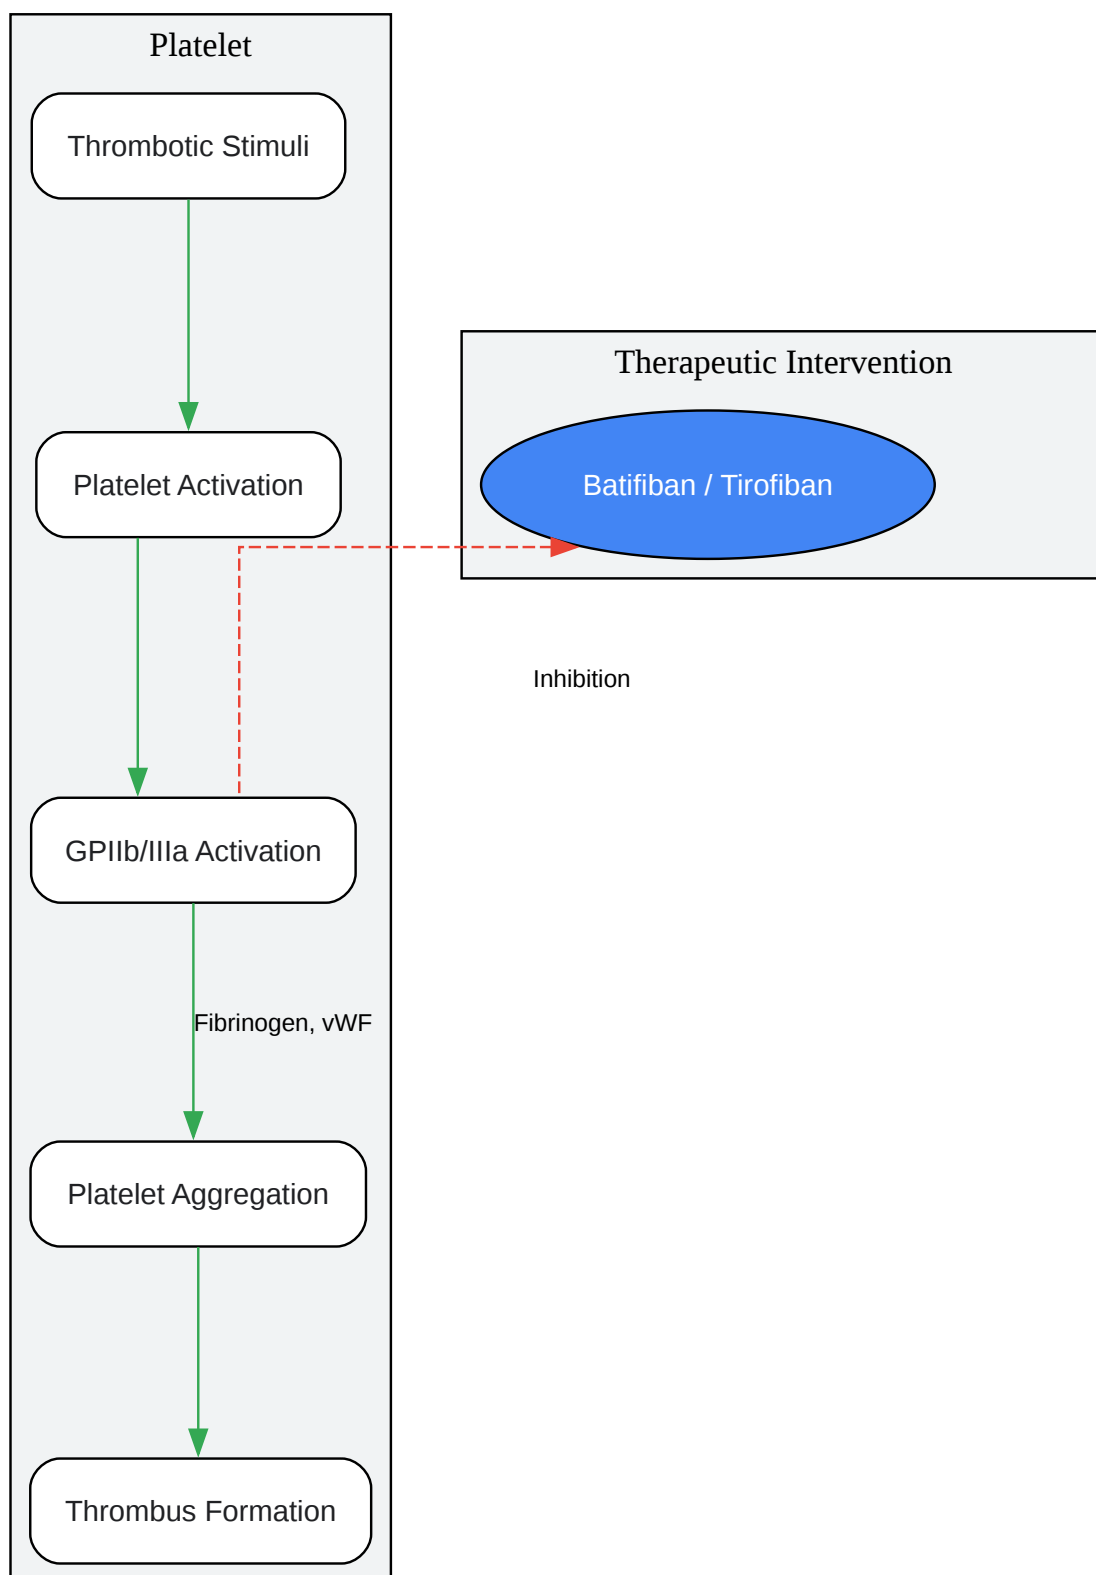 Platelet
Thrombotic Stimuli
Therapeutic Intervention
Platelet Activation
Batifiban / Tirofiban
Inhibition
GPIIb/IIIa Activation
Fibrinogen, vWF
Platelet Aggregation
Thrombus Formation